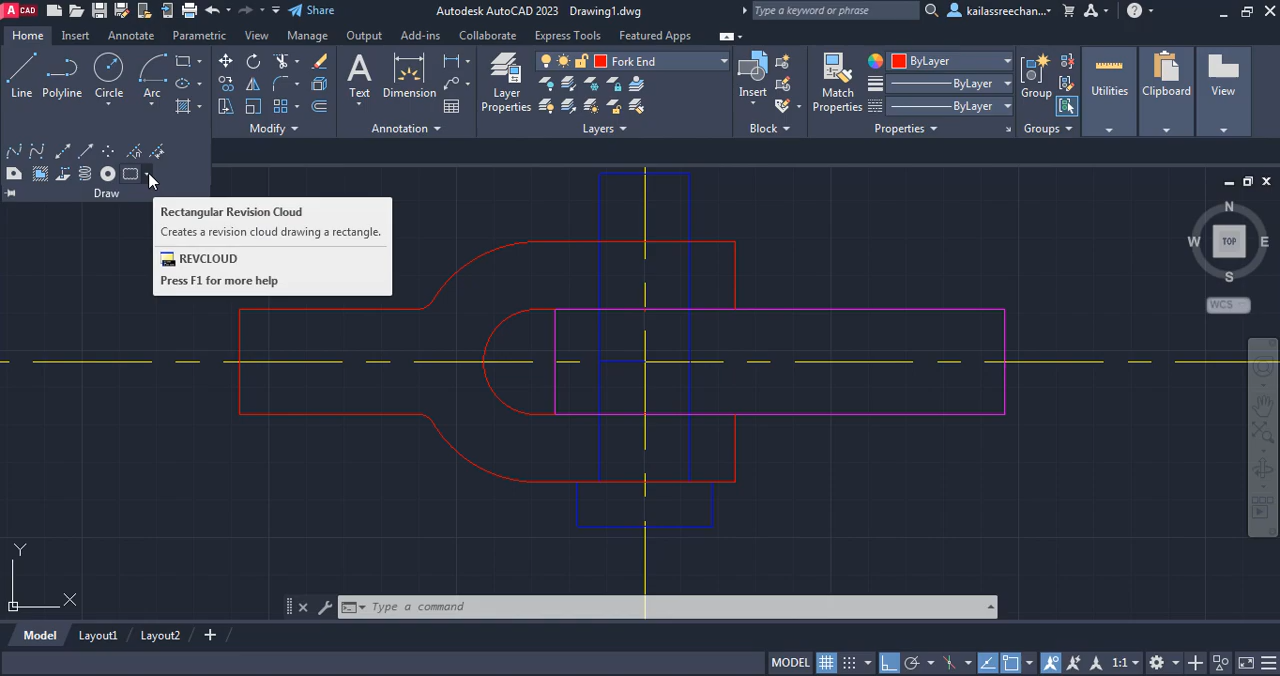 CAD Share Autodesk AutoCAD 2023 Drawing1.dwg Type a keyword or phrase kailassreechan...
Home Insert Annotate Parametric View Manage Output Add-ins Collaborate Express Tools Featured Apps
Fork End
ByLayer
ByLayer
ByLayer
Line Polyline Circle Arc
Text Dimension
Layer Properties
Insert
Match Properties
Group Utilities Clipboard View
Modify Annotation Layers Block Properties Groups
Draw
Rectangular Revision Cloud
Creates a revision cloud drawing a rectangle.
REVCLOUD
Press F1 for more help
N
W TOP E
S
WCS
Y
X
Type a command
Model Layout1 Layout2 +
MODEL 1:1